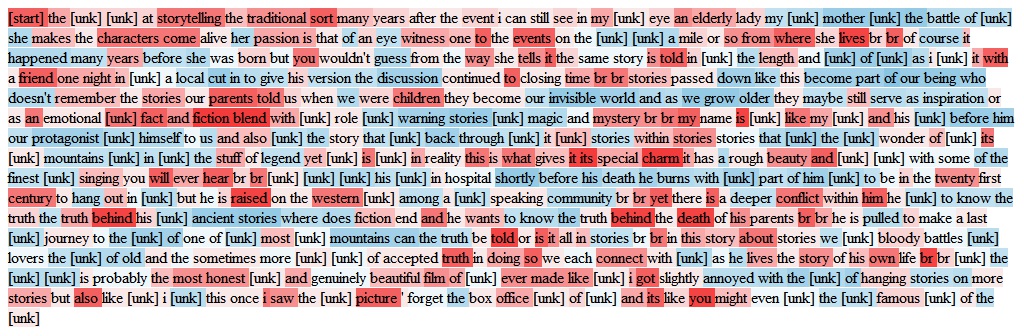 [start] the [unk] [unk] at storytelling the traditional sort many years after the event i can still see in my [unk] eye an elderly lady my [unk] mother [unk] the battle of [unk]
she makes the characters come alive her passion is that of an eye witness one to the events on the [unk] [unk] a mile or so from where she lives br br of course it
happened many years before she was born but you wouldn't guess from the way she tells it the same story is told in [unk] the length and [unk] of [unk] as i [unk] it with
a friend one night in [unk] a local cut in to give his version the discussion continued to closing time br br stories passed down like this become part of our being who
doesn't remember the stories our parents told us when we were children they become our invisible world and as we grow older they maybe still serve as inspiration or
as an emotional [unk] fact and fiction blend with [unk] role [unk] warning stories [unk] magic and mystery br br my name is [unk] like my [unk] and his [unk] before him
our protagonist [unk] himself to us and also [unk] the story that [unk] back through [unk] it [unk] stories within stories stories that [unk] the [unk] wonder of [unk] its
[unk] mountains [unk] in [unk] the stuff of legend yet [unk] is [unk] in reality this is what gives it its special charm it has a rough beauty and [unk] [unk] with some of the
finest [unk] singing you will ever hear br br [unk] [unk] [unk] his [unk] in hospital shortly before his death he burns with [unk] part of him [unk] to be in the twenty first
century to hang out in [unk] but he is raised on the western [unk] among a [unk] speaking community br br yet there is a deeper conflict within him he [unk] to know the
truth the truth behind his [unk] ancient stories where does fiction end and he wants to know the truth behind the death of his parents br br he is pulled to make a last
[unk] journey to the [unk] of one of [unk] most [unk] mountains can the truth be told or is it all in stories br br in this story about stories we [unk] bloody battles [unk]
lovers the [unk] of old and the sometimes more [unk] [unk] of accepted truth in doing so we each connect with [unk] as he lives the story of his own life br br [unk] the
[unk] [unk] is probably the most honest [unk] and genuinely beautiful film of [unk] ever made like [unk] i got slightly annoyed with the [unk] of hanging stories on more
stories but also like [unk] i [unk] this once i saw the [unk] picture ' forget the box office [unk] of [unk] and its like you might even [unk] the [unk] famous [unk] of the
[unk]